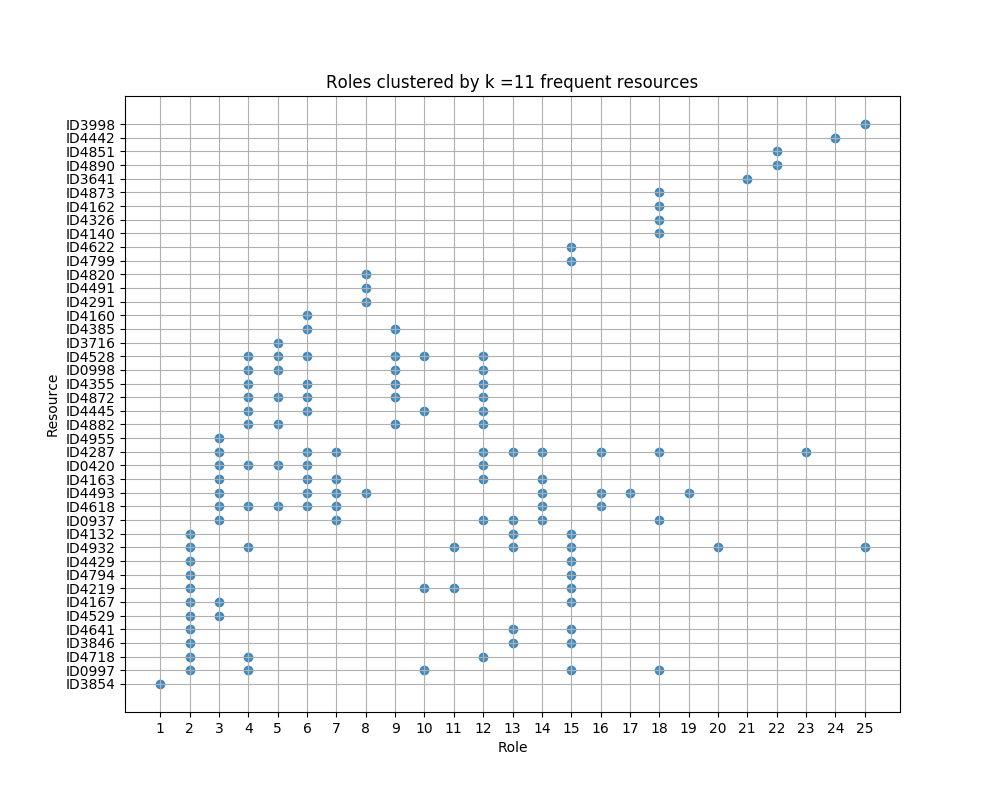 Roles clustered by k =11 frequent resources
ID3998
ID4442
ID4851
ID4890
ID3641
ID4873
ID4162
ID4326
ID4140
ID4622
ID4799
ID4820
ID4491
ID4291
ID4160
ID4385
ID3716
ID4528
ID0998
ID4355
ID4872
ID4445
ID4882
ID4955
ID4287
ID0420
ID4163
ID4493
ID4618
ID0937
ID4132
ID4932
ID4429
ID4794
ID4219
ID4167
ID4529
ID4641
ID3846
ID4718
ID0997
ID3854
Resource
1 2 3 4 5 6 7 8 9 10 11 12 13 14 15 16 17 18 19 20 21 22 23 24 25
Role